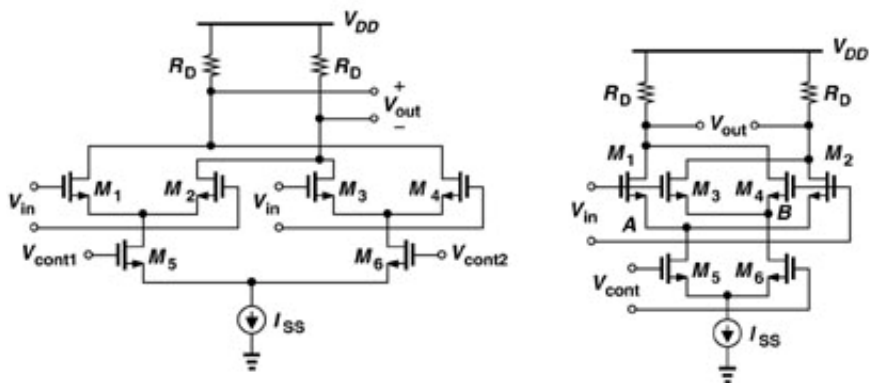 V_DD
R_D R_D
+
V_out
−
M_1 M_2 M_3 M_4
V_in V_in
V_cont1 M_5 M_6 V_cont2
I_SS
V_DD
R_D R_D
V_out
M_1 M_2
M_3 M_4
V_in
A B
M_5 M_6
V_cont
I_SS